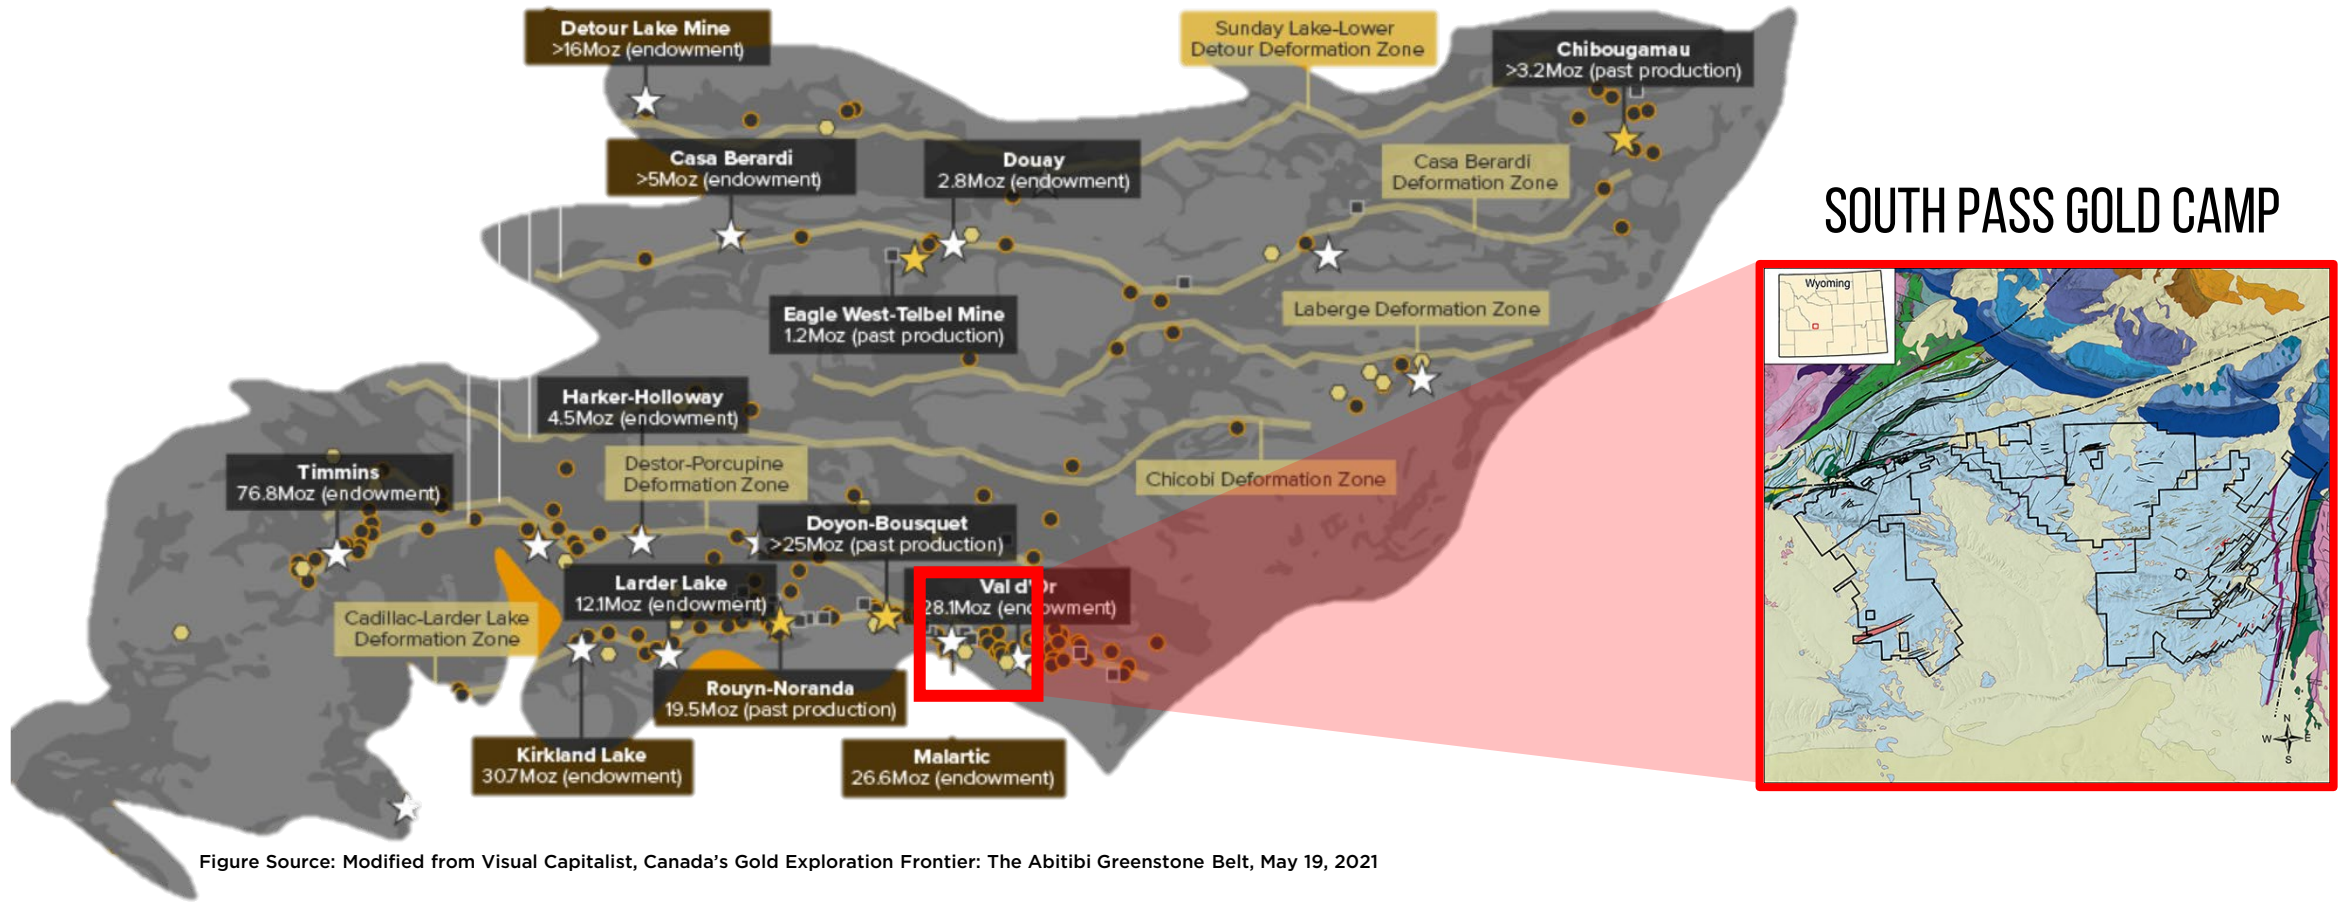 Detour Lake Mine
>16Moz (endowment)
Sunday Lake-Lower
Detour Deformation Zone
Chibougamau
>3.2Moz (past production)
Casa Berardi
>5Moz (endowment)
Douay
2.8Moz (endowment)
Casa Berardi
Deformation Zone
SOUTH PASS GOLD CAMP
Wyoming
Eagle West-Telbel Mine
1.2Moz (past production)
Laberge Deformation Zone
Harker-Holloway
4.5Moz (endowment)
Timmins
76.8Moz (endowment)
Destor-Porcupine
Deformation Zone
Chicobi Deformation Zone
Doyon-Bousquet
>25Moz (past production)
Larder Lake
12.1Moz (endowment)
Val d'Or
28.1Moz (endowment)
Cadillac-Larder Lake
Deformation Zone
Rouyn-Noranda
19.5Moz (past production)
Kirkland Lake
30.7Moz (endowment)
Malartic
26.6Moz (endowment)
N
W E
S
Figure Source: Modified from Visual Capitalist, Canada's Gold Exploration Frontier: The Abitibi Greenstone Belt, May 19, 2021